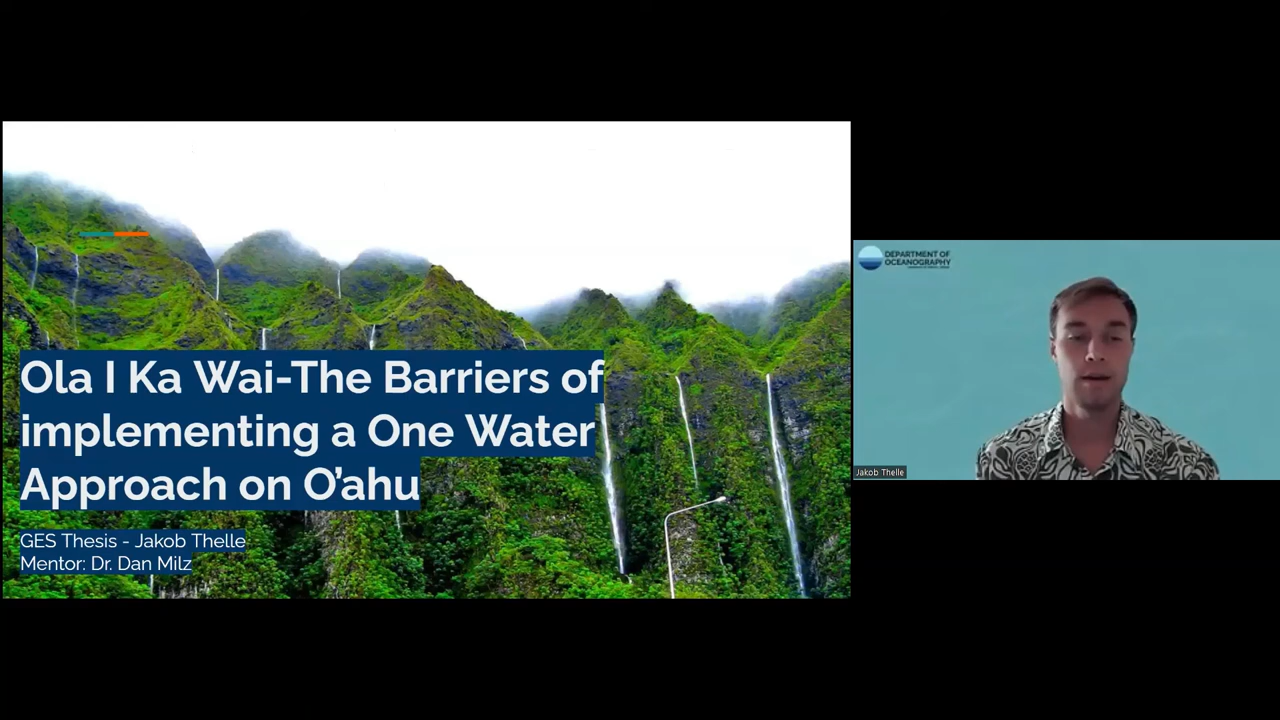 Ola I Ka Wai-The Barriers of
implementing a One Water
Approach on O’ahu
GES Thesis - Jakob Thelle
Mentor: Dr. Dan Milz
DEPARTMENT OF
OCEANOGRAPHY
Jakob Thelle